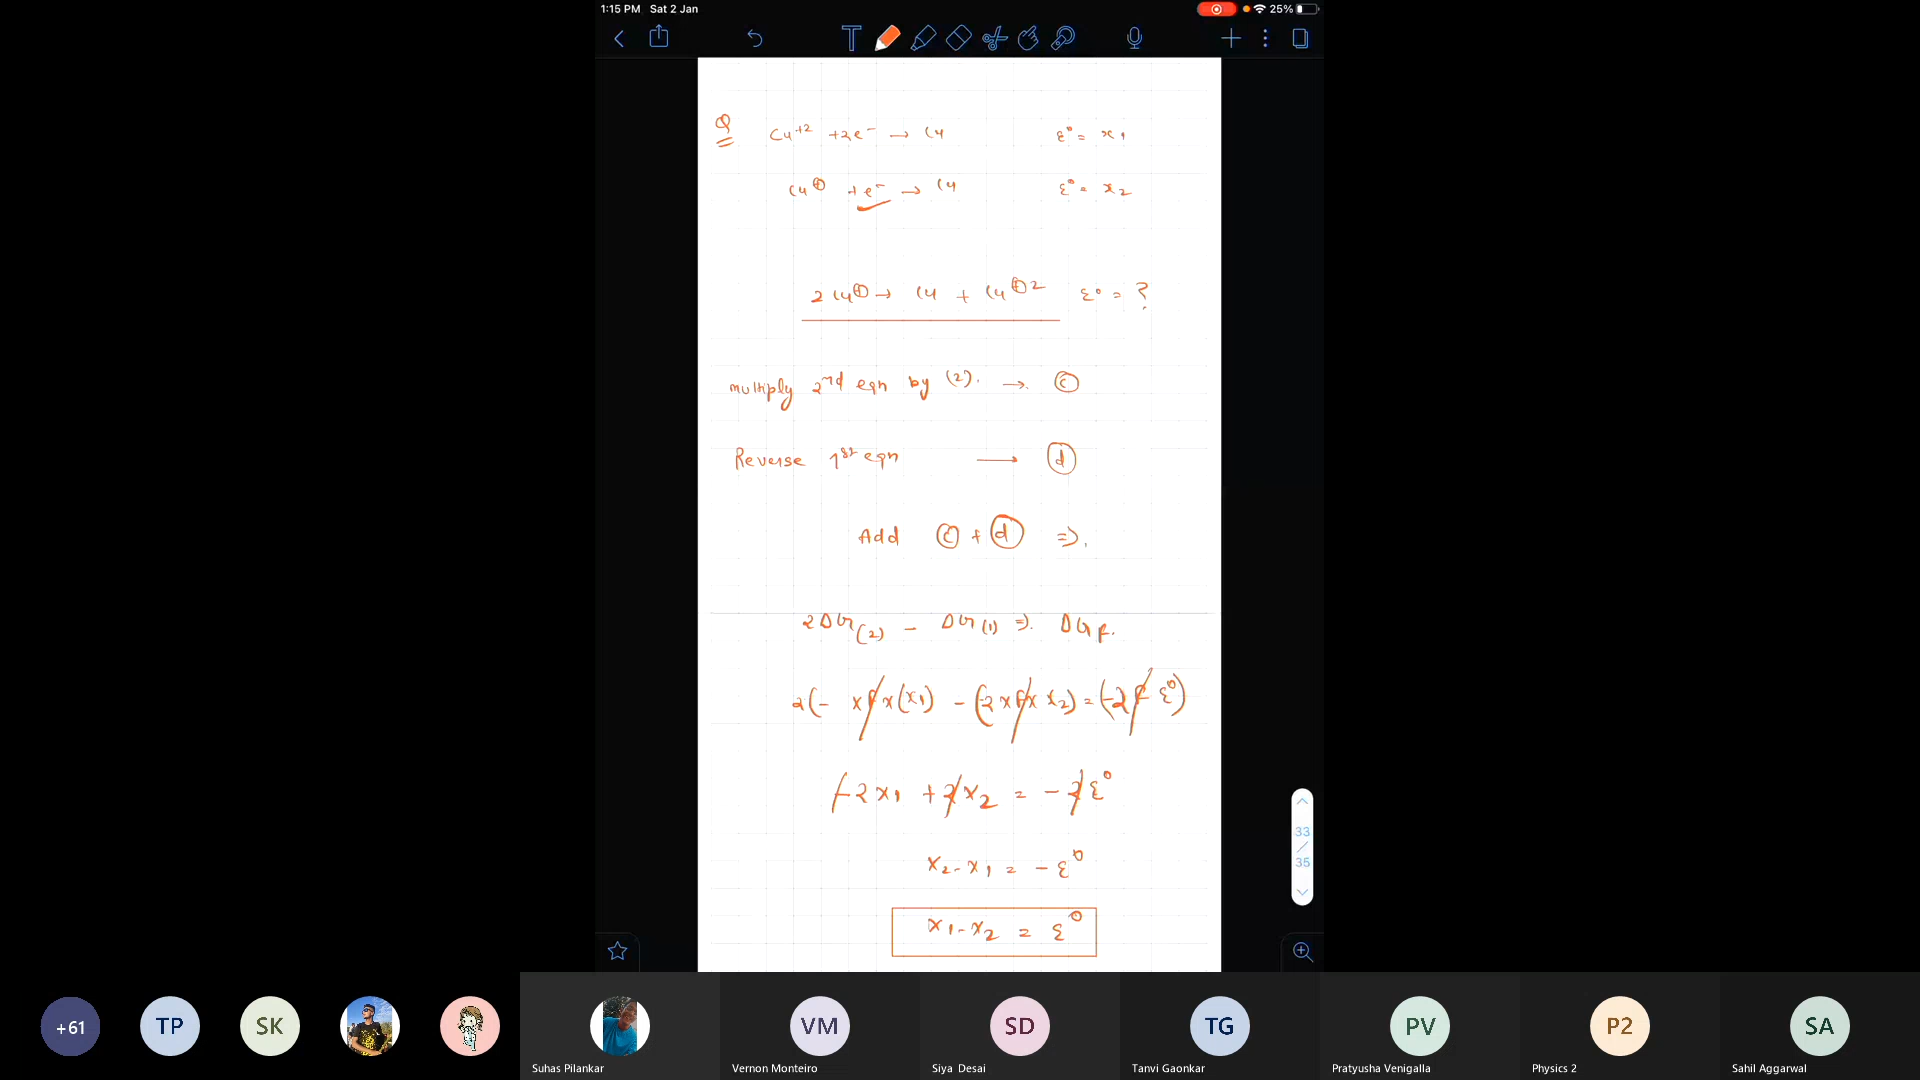 1:15 PM Sat 2 Jan
25%
Q Cu+2 +2e- → Cu ε° = x1
Cu⊕ +e- → Cu ε° = x2
2Cu⊕ → Cu + Cu⊕2 ε° = ?
multiply 2nd eqn by (2). → ⓒ
Reverse 1st eqn → ⓓ
Add ⓒ + ⓓ ⇒.
2ΔG(2) - ΔG(1) ⇒. ΔGf.
2(- xFx(x1) - (-2xFx x2) = (-2F ε°)
-2x1 + 2x2 = -2ε°
x2-x1 = -ε°
x1-x2 = ε°
33
/
35
+61
TP
SK
VM
SD
TG
PV
P2
SA
Suhas Pilankar
Vernon Monteiro
Siya Desai
Tanvi Gaonkar
Pratyusha Venigalla
Physics 2
Sahil Aggarwal